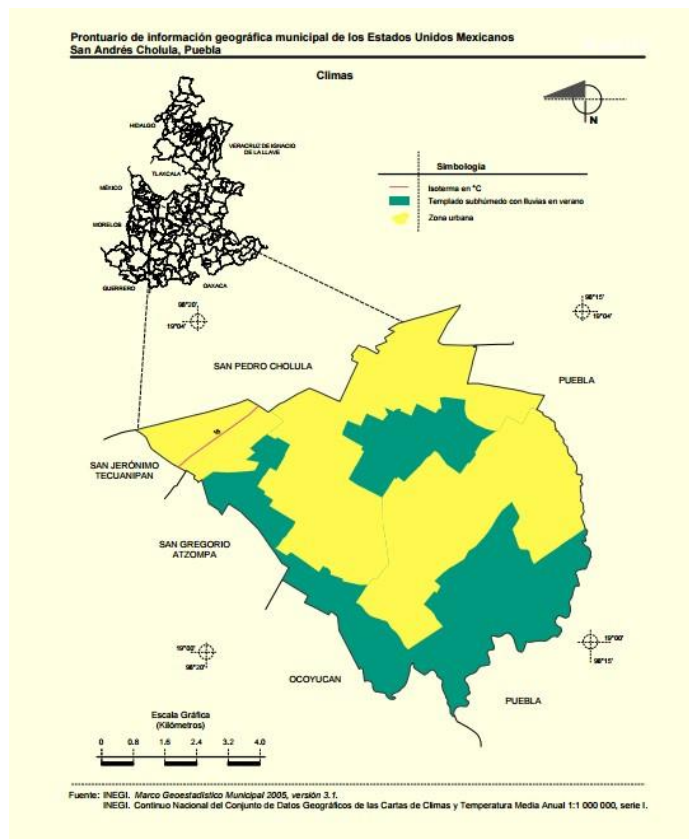 Prontuario de información geográfica municipal de los Estados Unidos Mexicanos
San Andrés Cholula, Puebla
Climas
HIDALGO
VERACRUZ DE IGNACIO
DE LA LLAVE
TLAXCALA
MÉXICO
MORELOS
GUERRERO
OAXACA
N
Simbología
Isoterma en °C
Templado subhúmedo con lluvias en verano
Zona urbana
98°20'
19°04'
98°15'
19°04'
SAN PEDRO CHOLULA
PUEBLA
SAN JERÓNIMO
TECUANIPAN
SAN GREGORIO
ATZOMPA
19°00'
98°20'
19°00'
98°15'
OCOYUCAN
PUEBLA
Escala Gráfica
(Kilómetros)
0 0.8 1.6 2.4 3.2 4.0
Fuente: INEGI. Marco Geoestadístico Municipal 2005, versión 3.1.
INEGI. Continuo Nacional del Conjunto de Datos Geográficos de las Cartas de Climas y Temperatura Media Anual 1:1 000 000, serie I.